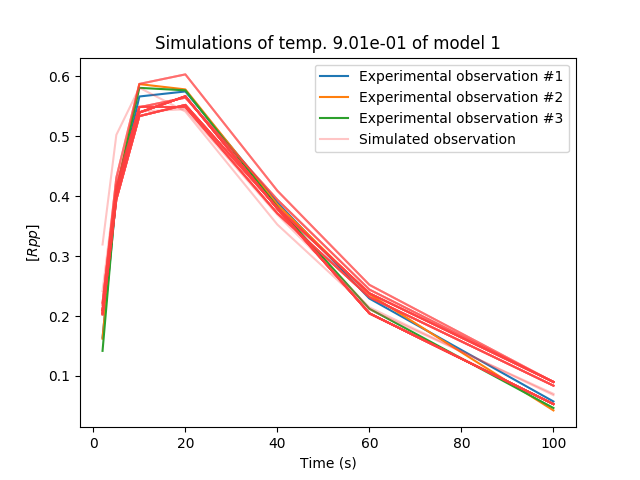 Simulations of temp. 9.01e-01 of model 1
Experimental observation #1
Experimental observation #2
Experimental observation #3
Simulated observation
[Rpp]
0.6
0.5
0.4
0.3
0.2
0.1
0 20 40 60 80 100
Time (s)